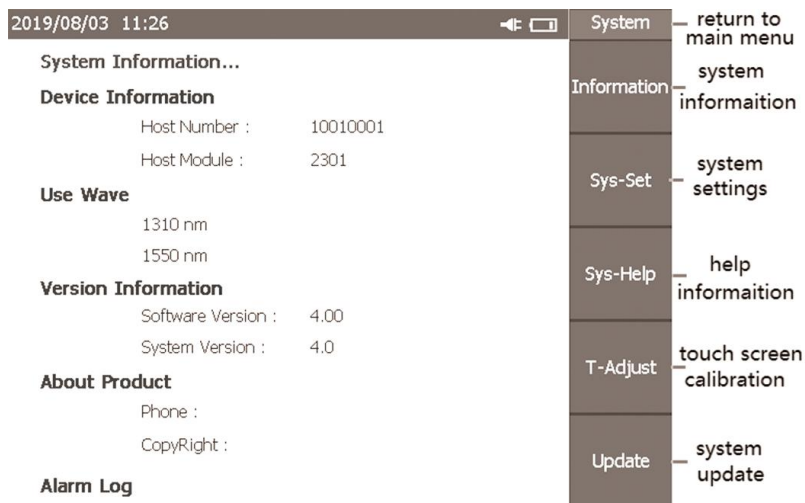 2019/08/03 11:26
System Information...
Device Information
Host Number : 10010001
Host Module : 2301
Use Wave
1310 nm
1550 nm
Version Information
Software Version : 4.00
System Version : 4.0
About Product
Phone :
CopyRight :
Alarm Log
System
return to
main menu
Information
system
informaition
Sys-Set
system
settings
Sys-Help
help
informaition
T-Adjust
touch screen
calibration
Update
system
update